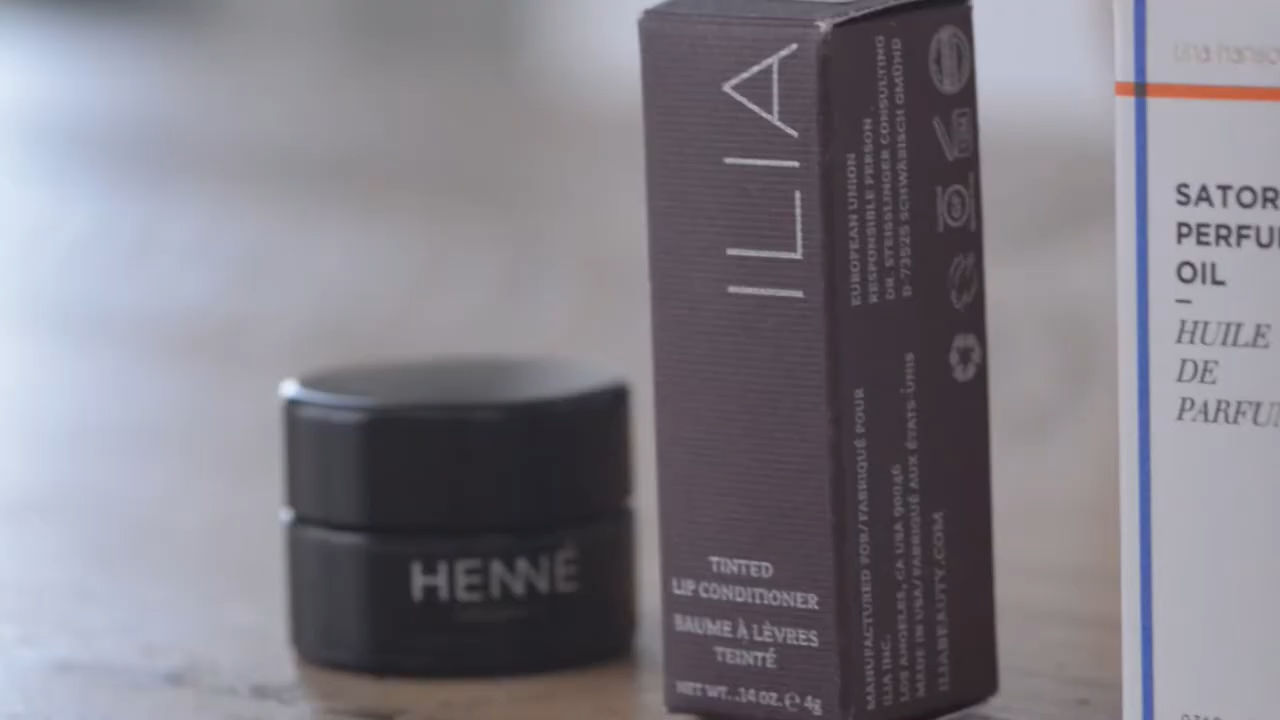 HENNÉ
ILIA
TINTED
LIP CONDITIONER
BAUME À LÈVRES
TEINTÉ
NET WT. .14 OZ. ℮ 4g
EUROPEAN UNION
RESPONSIBLE PERSON
DR. STEISSLINGER CONSULTING
D-73525 SCHWÄBISCH GMÜND
MANUFACTURED FOR/FABRIQUÉ POUR
ILIA INC.
LOS ANGELES, CA USA 90046
MADE IN USA/FABRIQUÉ AUX ÉTATS-UNIS
ILIABEAUTY.COM
SATOR
PERFU
OIL
–
HUILE
DE
PARFU